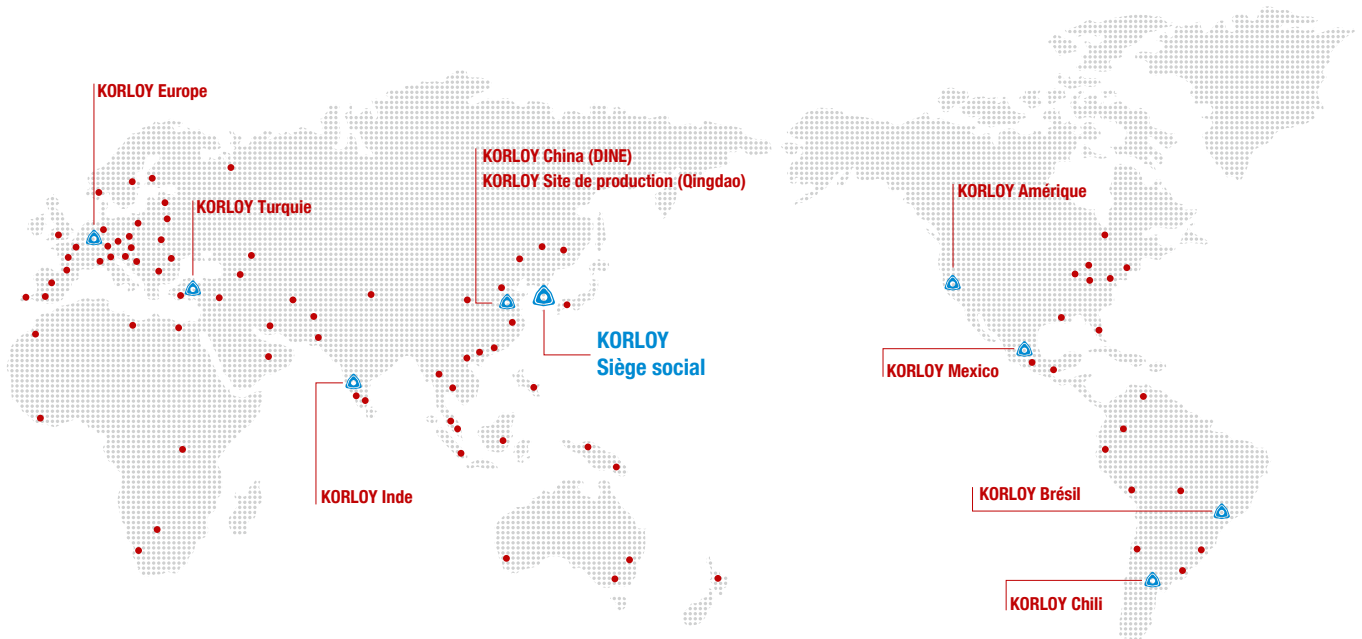 KORLOY Europe
KORLOY China (DINE)
KORLOY Site de production (Qingdao)
KORLOY Amérique
KORLOY Turquie
KORLOY
Siège social
KORLOY Mexico
KORLOY Inde
KORLOY Brésil
KORLOY Chili